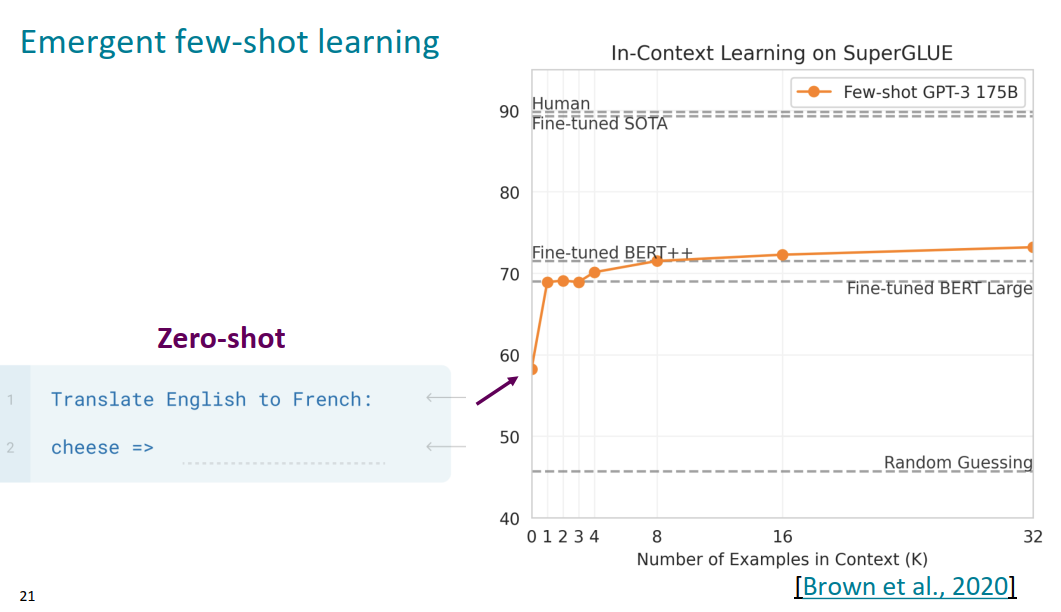 Emergent few-shot learning
In-Context Learning on SuperGLUE
Few-shot GPT-3 175B
90
Human
Fine-tuned SOTA
80
Fine-tuned BERT++
70
Fine-tuned BERT Large
60
50
Random Guessing
40
0 1 2 3 4 8 16 32
Number of Examples in Context (K)
Zero-shot
1 Translate English to French:
2 cheese =>
[Brown et al., 2020]
21